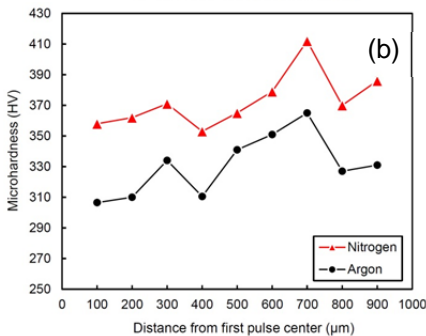 430
410
390
370
350
330
310
290
270
250
Microhardness (HV)
(b)
Nitrogen
Argon
0 100 200 300 400 500 600 700 800 900 1000
Distance from first pulse center (µm)